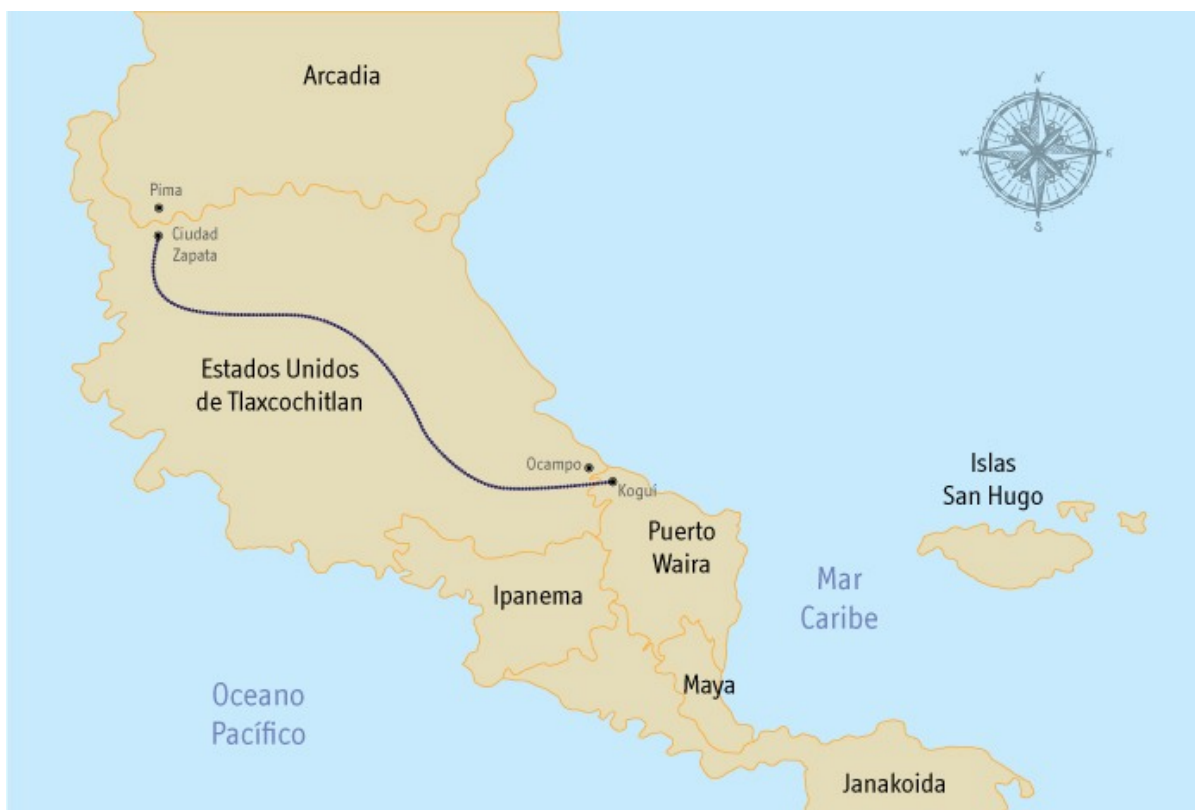 Arcadia
N
W
E
S
Pima
Ciudad
Zapata
Estados Unidos
de Tlaxcochitlan
Ocampo
Koguí
Islas
San Hugo
Puerto
Waira
Mar
Caribe
Ipanema
Maya
Oceano
Pacífico
Janakoida